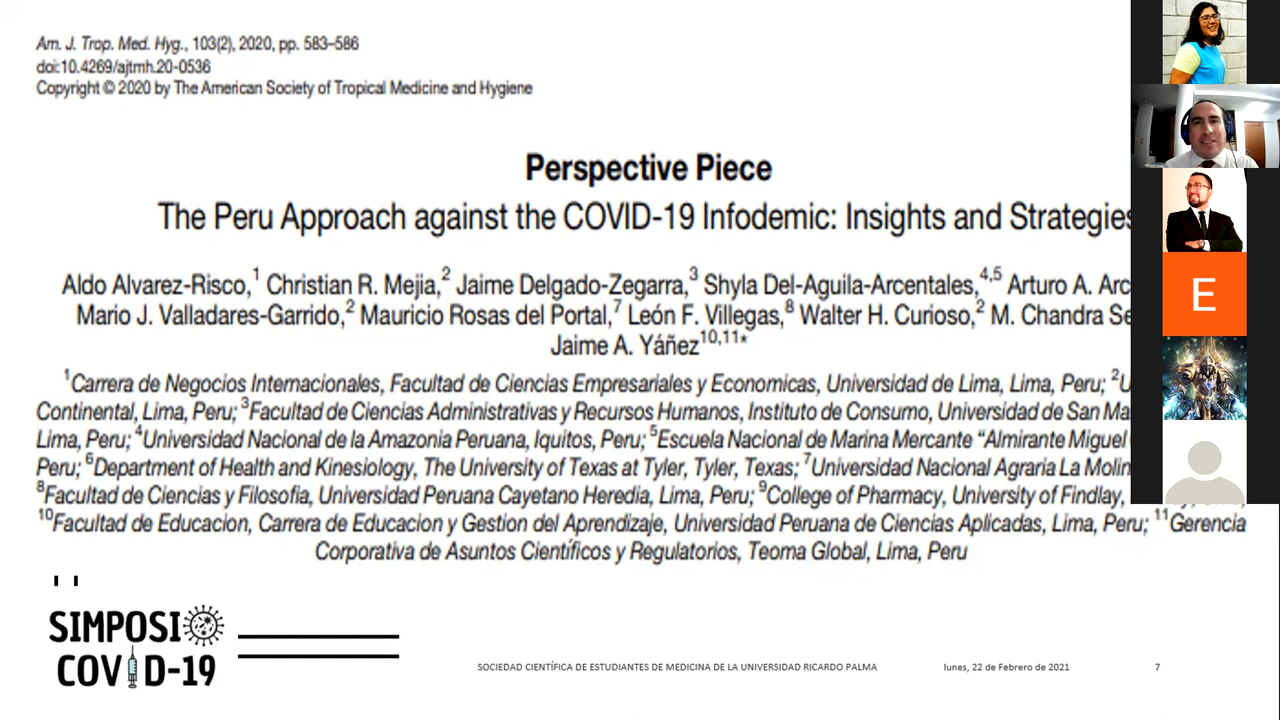 Am. J. Trop. Med. Hyg., 103(2), 2020, pp. 583–586
doi:10.4269/ajtmh.20-0536
Copyright © 2020 by The American Society of Tropical Medicine and Hygiene
Perspective Piece
The Peru Approach against the COVID-19 Infodemic: Insights and Strategies
Aldo Alvarez-Risco,1 Christian R. Mejia,2 Jaime Delgado-Zegarra,3 Shyla Del-Aguila-Arcentales,4,5 Arturo A.
Mario J. Valladares-Garrido,2 Mauricio Rosas del Portal,7 León F. Villegas,8 Walter H. Curioso,2 M. Chandra
Jaime A. Yáñez10,11*
1Carrera de Negocios Internacionales, Facultad de Ciencias Empresariales y Economicas, Universidad de Lima, Lima, Peru; 2
Continental, Lima, Peru; 3Facultad de Ciencias Administrativas y Recursos Humanos, Instituto de Consumo, Universidad de San
Lima, Peru; 4Universidad Nacional de la Amazonia Peruana, Iquitos, Peru; 5Escuela Nacional de Marina Mercante “Almirante Miguel
Peru; 6Department of Health and Kinesiology, The University of Texas at Tyler, Tyler, Texas; 7Universidad Nacional Agraria La
8Facultad de Ciencias y Filosofia, Universidad Peruana Cayetano Heredia, Lima, Peru; 9College of Pharmacy, University of Findlay,
10Facultad de Educacion, Carrera de Educacion y Gestion del Aprendizaje, Universidad Peruana de Ciencias Aplicadas, Lima, Peru; 11Gerencia
Corporativa de Asuntos Científicos y Regulatorios, Teoma Global, Lima, Peru
E
SIMPOSIO
COVID-19
SOCIEDAD CIENTÍFICA DE ESTUDIANTES DE MEDICINA DE LA UNIVERSIDAD RICARDO PALMA
lunes, 22 de Febrero de 2021
7